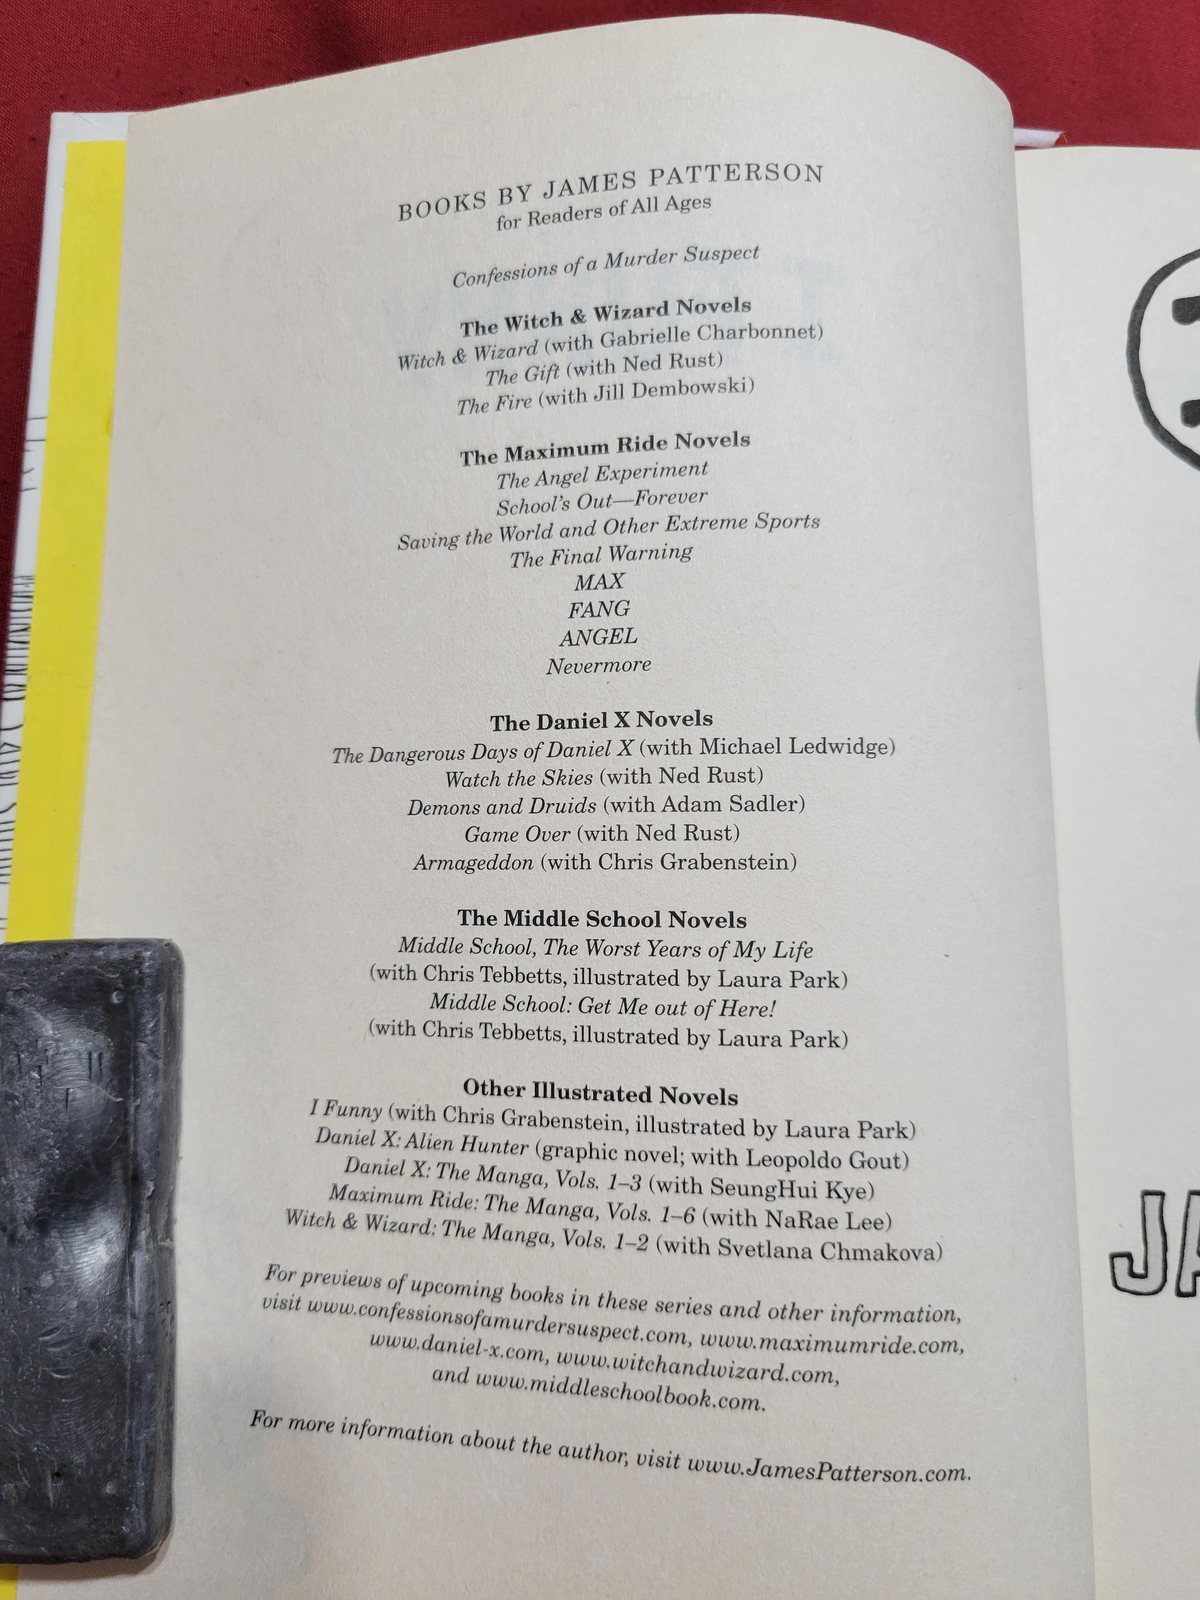 BOOKS BY JAMES PATTERSON
for Readers of All Ages
Confessions of a Murder Suspect
The Witch & Wizard Novels
Witch & Wizard (with Gabrielle Charbonnet)
The Gift (with Ned Rust)
The Fire (with Jill Dembowski)
The Maximum Ride Novels
The Angel Experiment
School's Out—Forever
Saving the World and Other Extreme Sports
The Final Warning
MAX
FANG
ANGEL
Nevermore
The Daniel X Novels
The Dangerous Days of Daniel X (with Michael Ledwidge)
Watch the Skies (with Ned Rust)
Demons and Druids (with Adam Sadler)
Game Over (with Ned Rust)
Armageddon (with Chris Grabenstein)
The Middle School Novels
Middle School, The Worst Years of My Life
(with Chris Tebbetts, illustrated by Laura Park)
Middle School: Get Me out of Here!
(with Chris Tebbetts, illustrated by Laura Park)
Other Illustrated Novels
I Funny (with Chris Grabenstein, illustrated by Laura Park)
Daniel X: Alien Hunter (graphic novel; with Leopoldo Gout)
Daniel X: The Manga, Vols. 1–3 (with SeungHui Kye)
Maximum Ride: The Manga, Vols. 1–6 (with NaRae Lee)
Witch & Wizard: The Manga, Vols. 1–2 (with Svetlana Chmakova)
For previews of upcoming books in these series and other information,
visit www.confessionsofamurdersuspect.com, www.maximumride.com,
www.daniel-x.com, www.witchandwizard.com,
and www.middleschoolbook.com.
For more information about the author, visit www.JamesPatterson.com.
JA